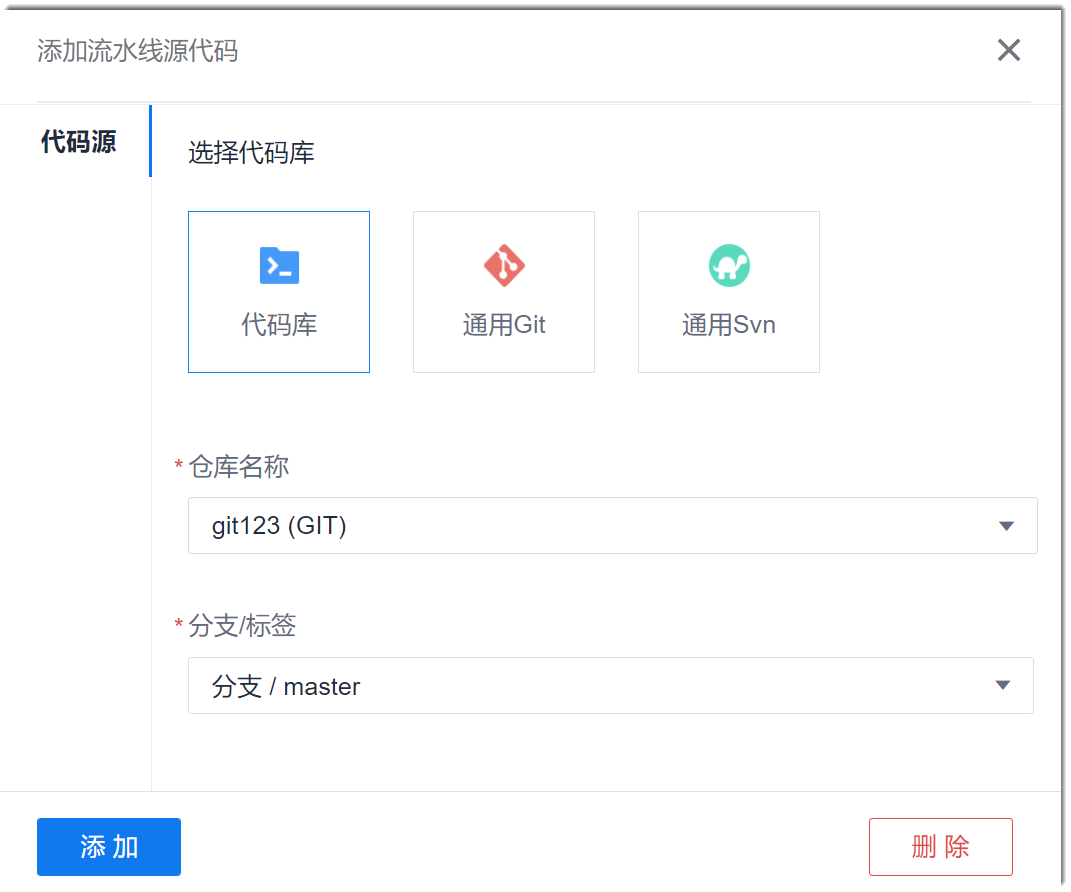 添加流水线源代码
代码源
选择代码库
代码库
通用Git
通用Svn
* 仓库名称
git123 (GIT)
* 分支/标签
分支 / master
添 加
删 除